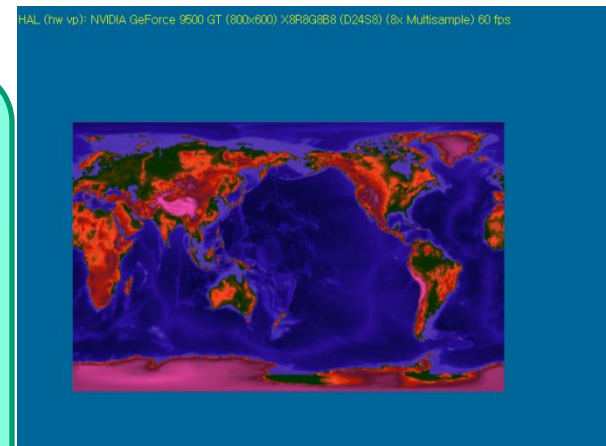 HAL (hw vp): NVIDIA GeForce 9500 GT (800x600) X8R8G8B8 (D24S8) (8x Multisample) 60 fps